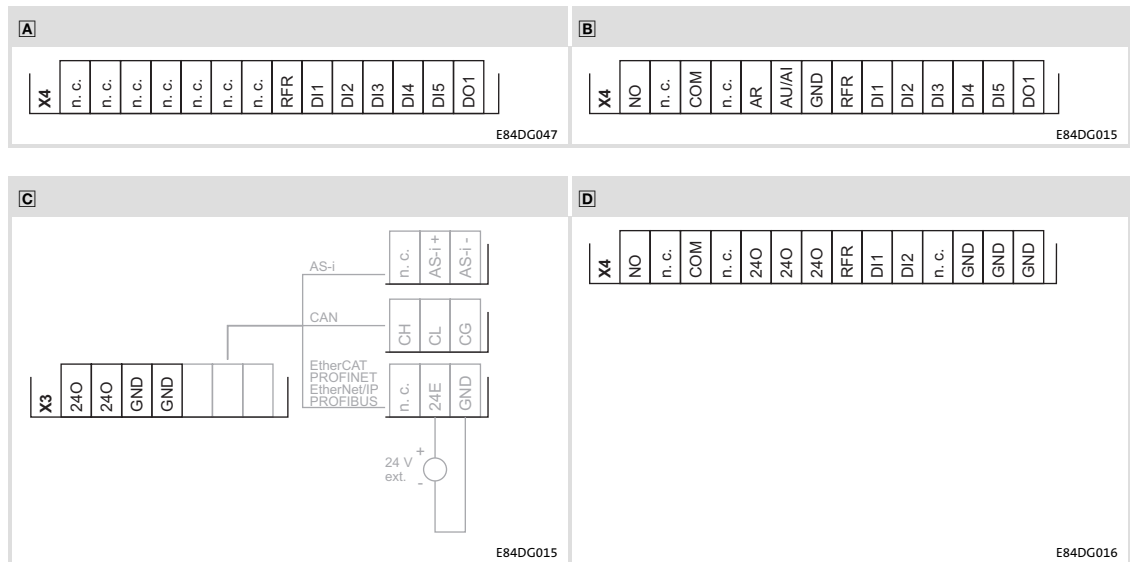 A
X4 n. c. n. c. n. c. n. c. n. c. n. c. n. c. RFR DI1 DI2 DI3 DI4 DI5 DO1
E84DG047
B
X4 NO n. c. COM n. c. AR AU/AI GND RFR DI1 DI2 DI3 DI4 DI5 DO1
E84DG015
C
AS-i
n. c. AS-i + AS-i -
CAN
CH CL CG
EtherCAT
PROFINET
EtherNet/IP
PROFIBUS
n. c. 24E GND
X3 24O 24O GND GND
24 V
ext.
+
-
E84DG015
D
X4 NO n. c. COM n. c. 24O 24O 24O RFR DI1 DI2 n. c. GND GND GND
E84DG016